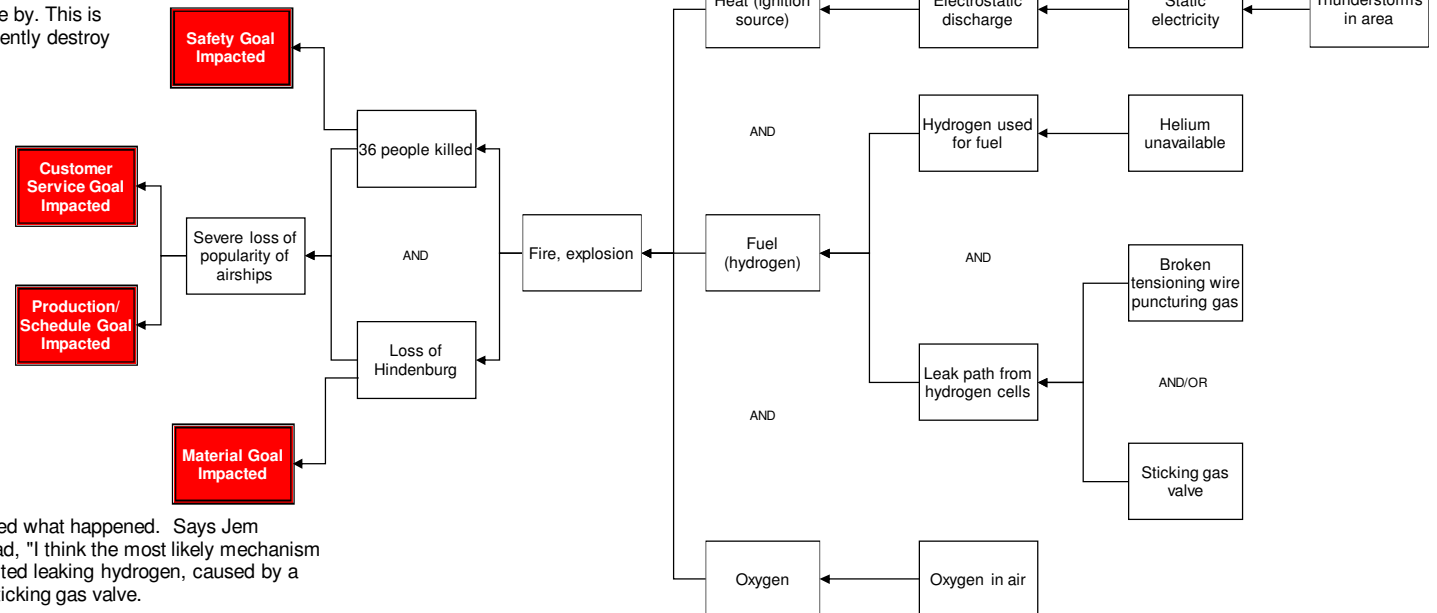 e by. This is
ently destroy
Safety Goal
Impacted
Customer
Service Goal
Impacted
Production/
Schedule Goal
Impacted
Material Goal
Impacted
Severe loss of
popularity of
airships
36 people killed
AND
Loss of
Hindenburg
Fire, explosion
Heat (ignition
source)
AND
Fuel
(hydrogen)
AND
Oxygen
Electrostatic
discharge
Hydrogen used
for fuel
AND
Leak path from
hydrogen cells
Oxygen in air
Static
electricity
Helium
unavailable
Broken
tensioning wire
puncturing gas
AND/OR
Sticking gas
valve
Thunderstorms
in area
ed what happened. Says Jem
ad, "I think the most likely mechanism
ted leaking hydrogen, caused by a
ticking gas valve.